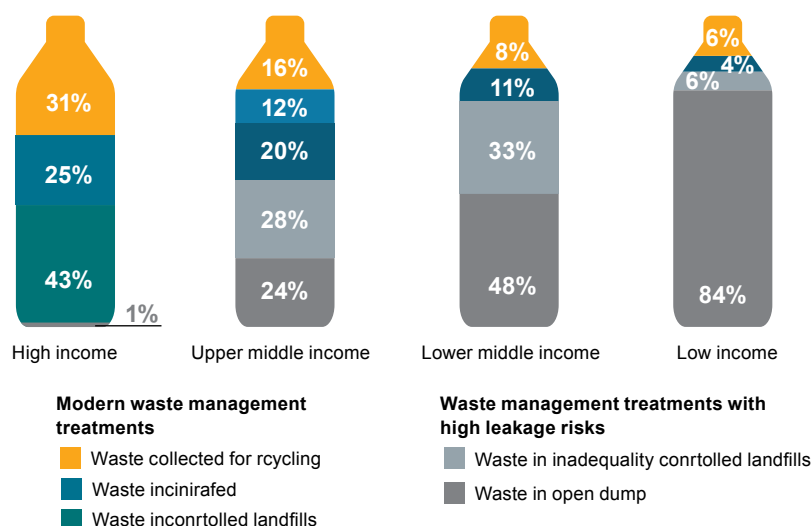 31%
25%
43%
1%
16%
12%
20%
28%
24%
8%
11%
33%
48%
6%
4%
6%
84%
High income
Upper middle income
Lower middle income
Low income
Modern waste management
treatments
Waste collected for rcycling
Waste incinirafed
Waste inconrtolled landfills
Waste management treatments with
high leakage risks
Waste in inadequality conrtolled landfills
Waste in open dump